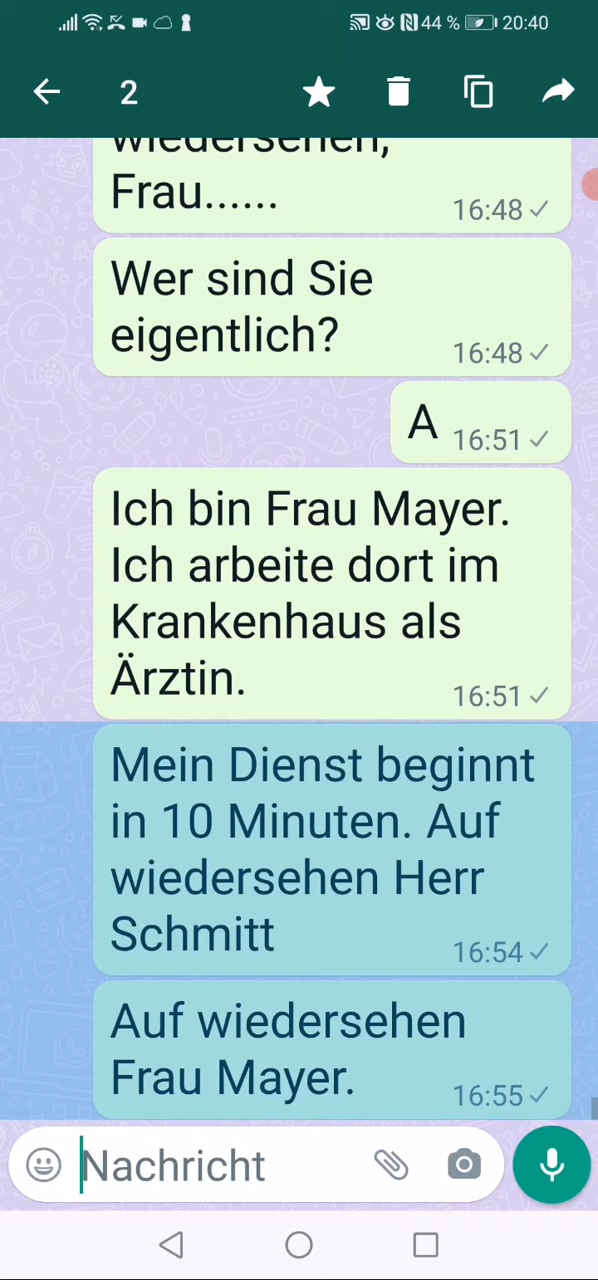 44 % 20:40
2
wiedersehen,
Frau......
16:48
Wer sind Sie
eigentlich?
16:48
A 16:51
Ich bin Frau Mayer.
Ich arbeite dort im
Krankenhaus als
Ärztin.
16:51
Mein Dienst beginnt
in 10 Minuten. Auf
wiedersehen Herr
Schmitt
16:54
Auf wiedersehen
Frau Mayer.
16:55
Nachricht